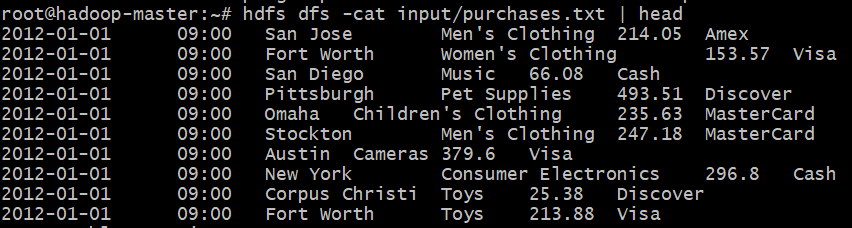 root@hadoop-master:~# hdfs dfs -cat input/purchases.txt | head
2012-01-01	09:00	San Jose	Men's Clothing	214.05	Amex
2012-01-01	09:00	Fort Worth	Women's Clothing	153.57	Visa
2012-01-01	09:00	San Diego	Music	66.08	Cash
2012-01-01	09:00	Pittsburgh	Pet Supplies	493.51	Discover
2012-01-01	09:00	Omaha	Children's Clothing	235.63	MasterCard
2012-01-01	09:00	Stockton	Men's Clothing	247.18	MasterCard
2012-01-01	09:00	Austin	Cameras	379.6	Visa
2012-01-01	09:00	New York	Consumer Electronics	296.8	Cash
2012-01-01	09:00	Corpus Christi	Toys	25.38	Discover
2012-01-01	09:00	Fort Worth	Toys	213.88	Visa